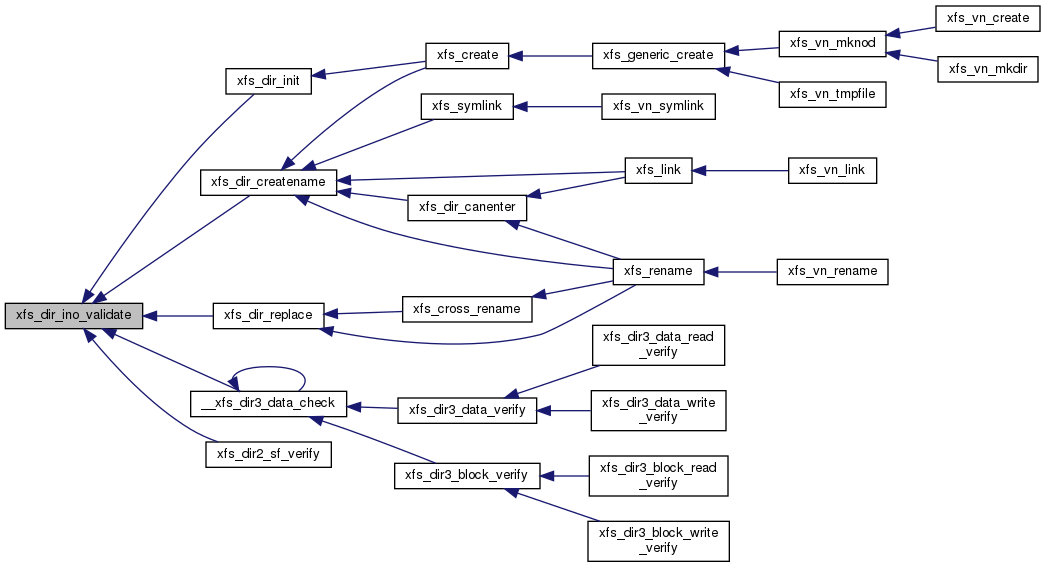 xfs_vn_create
xfs_create
xfs_generic_create
xfs_vn_mknod
xfs_vn_mkdir
xfs_dir_init
xfs_vn_tmpfile
xfs_symlink
xfs_vn_symlink
xfs_dir_createname
xfs_link
xfs_vn_link
xfs_dir_canenter
xfs_rename
xfs_vn_rename
xfs_dir_ino_validate
xfs_dir_replace
xfs_cross_rename
xfs_dir3_data_read
_verify
__xfs_dir3_data_check
xfs_dir3_data_verify
xfs_dir3_data_write
_verify
xfs_dir2_sf_verify
xfs_dir3_block_verify
xfs_dir3_block_read
_verify
xfs_dir3_block_write
_verify